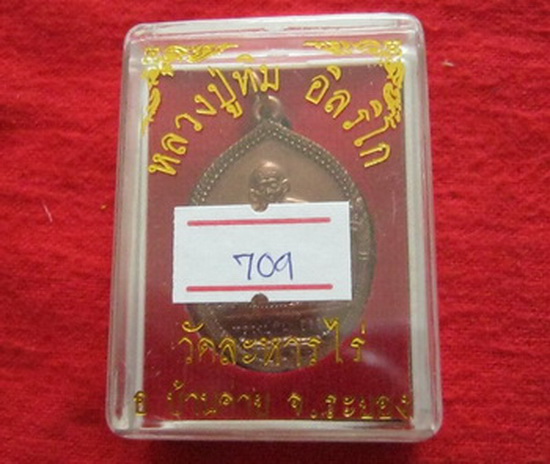 หลวงปู่ทิม อิสริโก
709
วัดละหารไร่
อ.บ้านค่าย จ.ระยอง